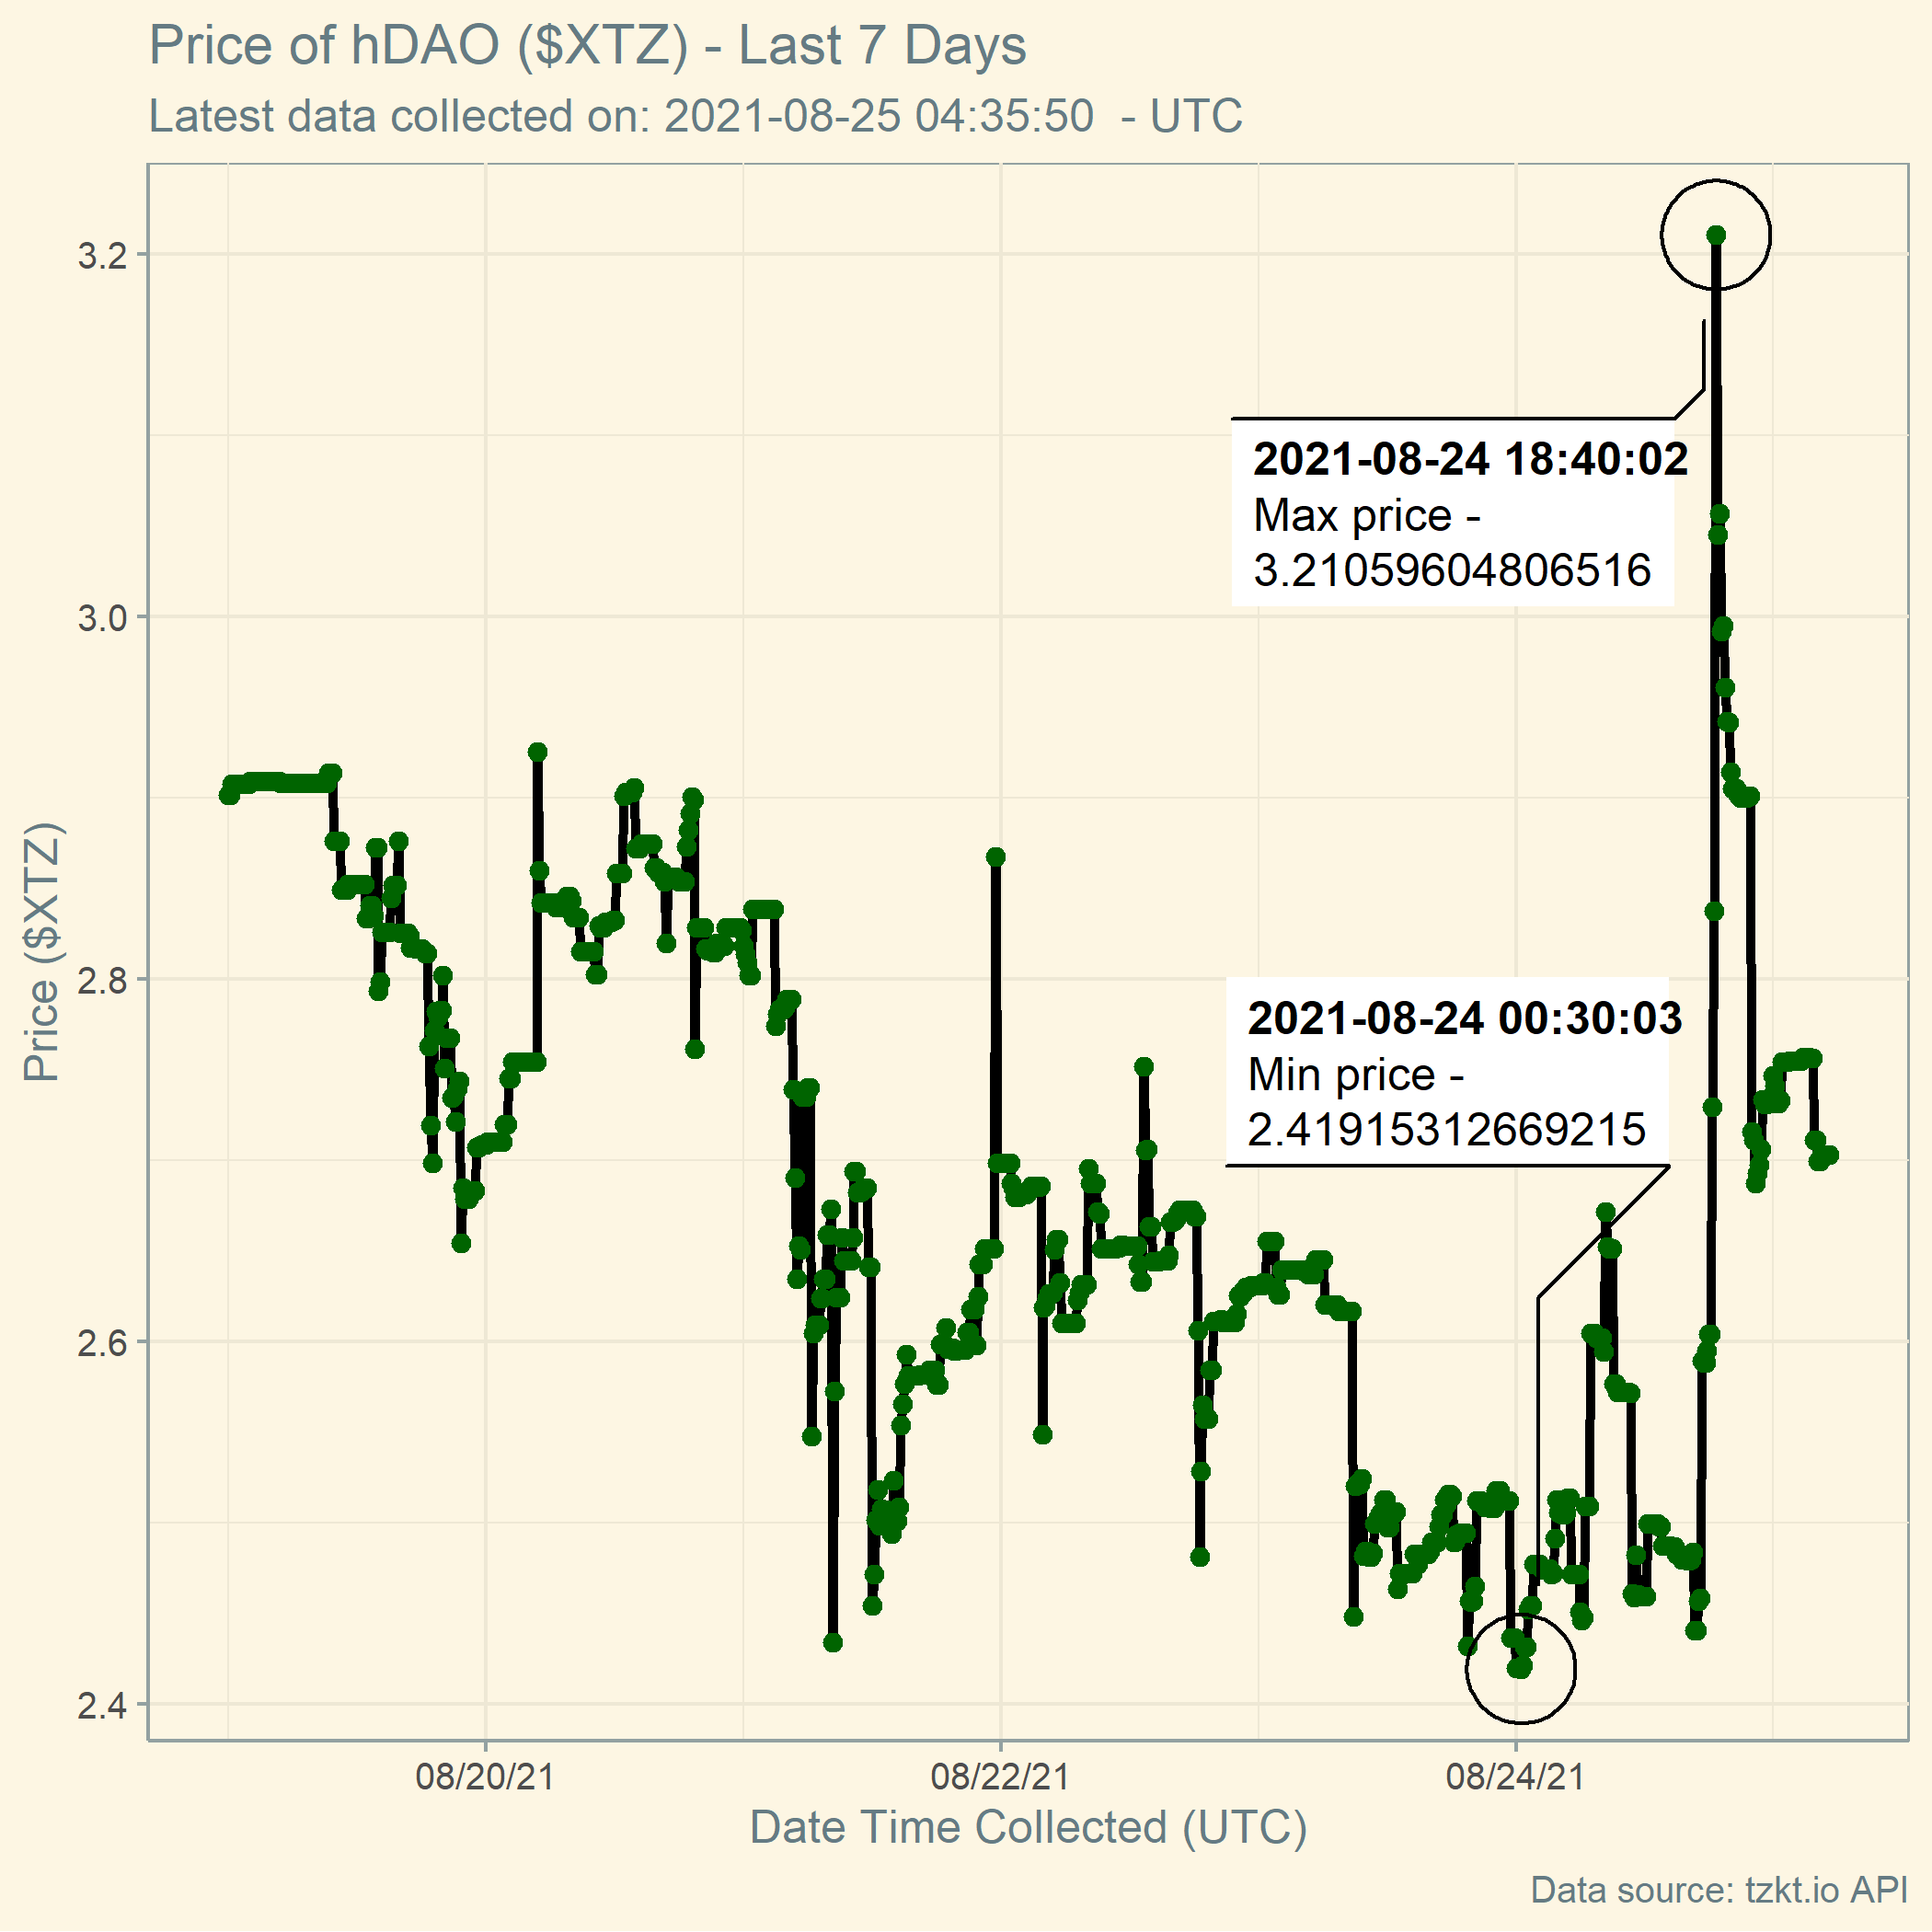 Price of hDAO ($XTZ) - Last 7 Days
Latest data collected on: 2021-08-25 04:35:50  - UTC
Price ($XTZ)
3.2
3.0
2.8
2.6
2.4
2021-08-24 18:40:02
Max price -
3.21059604806516
2021-08-24 00:30:03
Min price -
2.41915312669215
08/20/21
08/22/21
08/24/21
Date Time Collected (UTC)
Data source: tzkt.io API